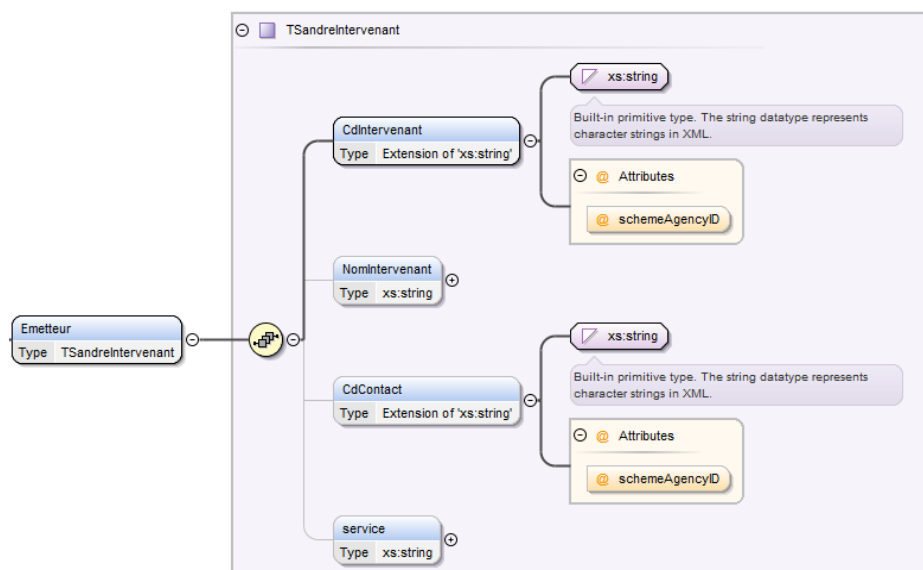 TSandreIntervenant
xs:string
Built-in primitive type. The string datatype represents
character strings in XML.
CdIntervenant
Type Extension of 'xs:string'
@ Attributes
@ schemeAgencyID
NomIntervenant
Type xs:string
Emetteur
Type TSandreIntervenant
xs:string
Built-in primitive type. The string datatype represents
character strings in XML.
CdContact
Type Extension of 'xs:string'
@ Attributes
@ schemeAgencyID
service
Type xs:string